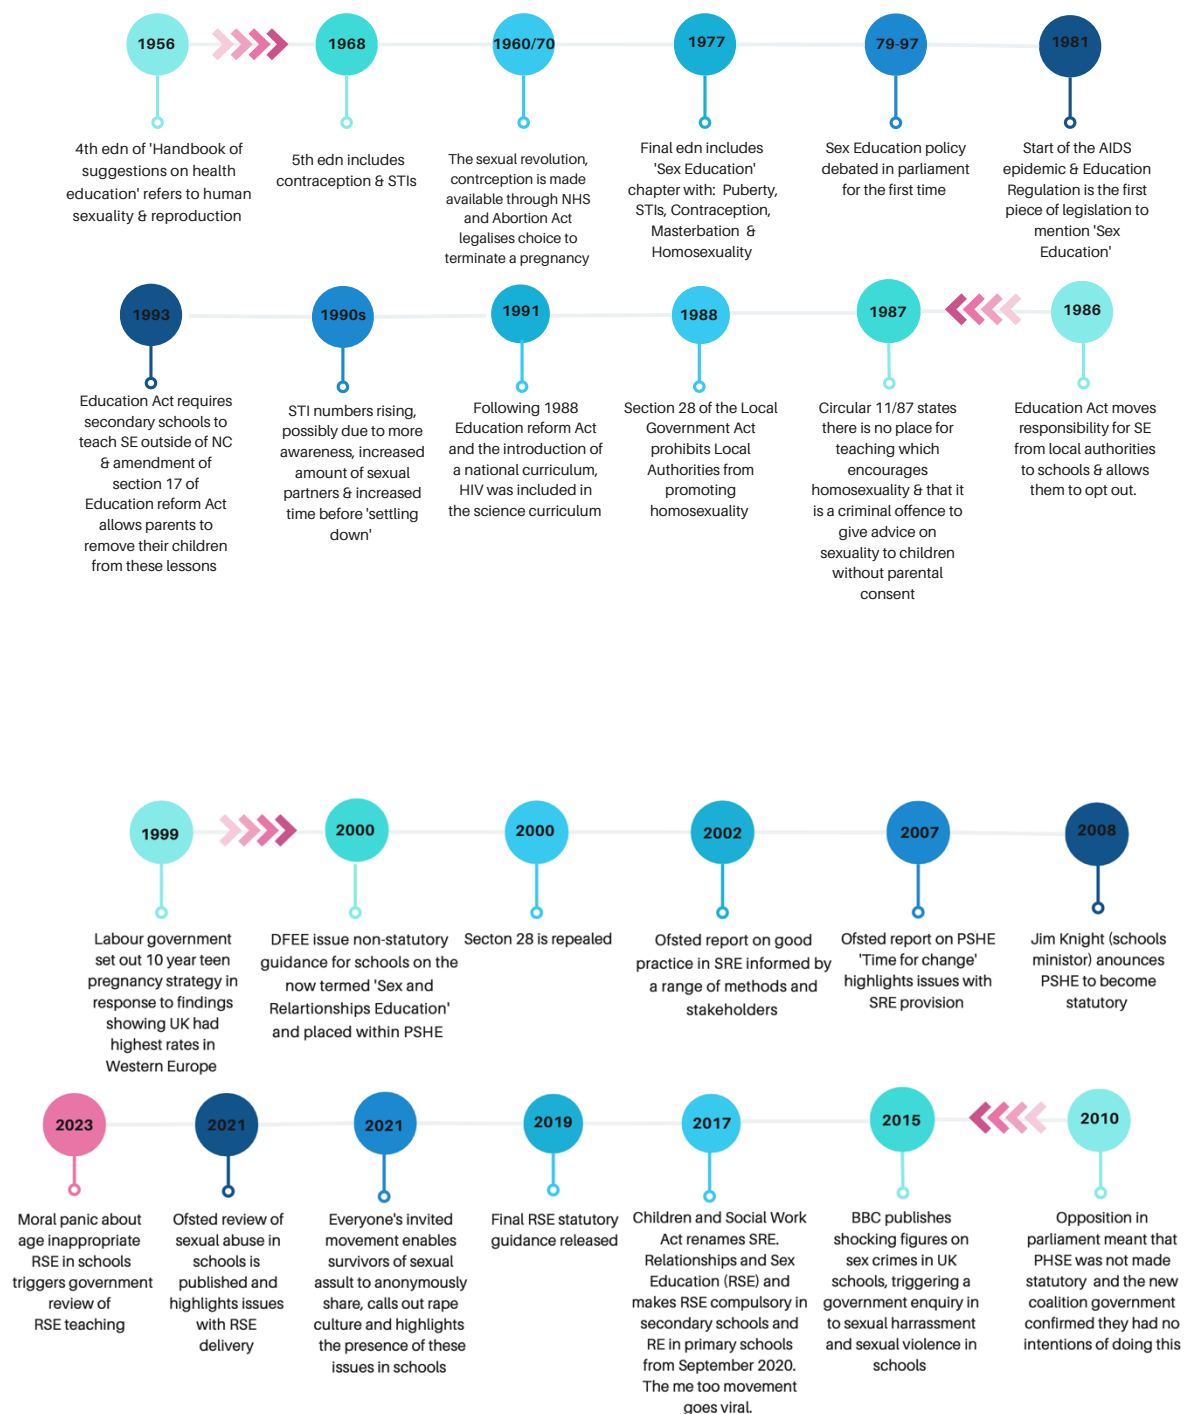 1956
4th edn of 'Handbook of
suggestions on health
education' refers to human
sexuality & reproduction
1968
5th edn includes
contraception & STIs
1960/70
The sexual revolution,
contrception is made
available through NHS
and Abortion Act
legalises choice to
terminate a pregnancy
1977
Final edn includes
'Sex Education'
chapter with: Puberty,
STIs, Contraception,
Masterbation &
Homosexuality
79-97
Sex Education policy
debated in parliament
for the first time
1981
Start of the AIDS
epidemic & Education
Regulation is the first
piece of legislation to
mention 'Sex
Education'
1993
Education Act requires
secondary schools to
teach SE outside of NC
& amendment of
section 17 of
Education reform Act
allows parents to
remove their children
from these lessons
1990s
STI numbers rising,
possibly due to more
awareness, increased
amount of sexual
partners & increased
time before 'settling
down'
1991
Following 1988
Education reform Act
and the introduction of
a national curriculum,
HIV was included in
the science curriculum
1988
Section 28 of the Local
Government Act
prohibits Local
Authorities from
promoting
homosexuality
1987
Circular 11/87 states
there is no place for
teaching which
encourages
homosexuality & that it
is a criminal offence to
give advice on
sexuality to children
without parental
consent
1986
Education Act moves
responsibility for SE
from local authorities
to schools & allows
them to opt out.
1999
Labour government
set out 10 year teen
pregnancy strategy in
response to findings
showing UK had
highest rates in
Western Europe
2000
DFEE issue non-statutory
guidance for schools on the
now termed 'Sex and
Relartionships Education'
and placed within PSHE
2000
Secton 28 is repealed
2002
Ofsted report on good
practice in SRE informed by
a range of methods and
stakeholders
2007
Ofsted report on PSHE
'Time for change'
highlights issues with
SRE provision
2008
Jim Knight (schools
ministor) anounces
PSHE to become
statutory
2023
Moral panic about
age inappropriate
RSE in schools
triggers government
review of
RSE teaching
2021
Ofsted review of
sexual abuse in
schools is
published and
highlights issues
with RSE
delivery
2021
Everyone's invited
movement enables
survivors of sexual
assult to anonymously
share, calls out rape
culture and highlights
the presence of these
issues in schools
2019
Final RSE statutory
guidance released
2017
Children and Social Work
Act renames SRE.
Relationships and Sex
Education (RSE) and
makes RSE compulsory in
secondary schools and
RE in primary schools
from September 2020.
The me too movement
goes viral.
2015
BBC publishes
shocking figures on
sex crimes in UK
schools, triggering a
government enquiry in
to sexual harrassment
and sexual violence in
schools
2010
Opposition in
parliament meant that
PHSE was not made
statutory and the new
coalition government
confirmed they had no
intentions of doing this